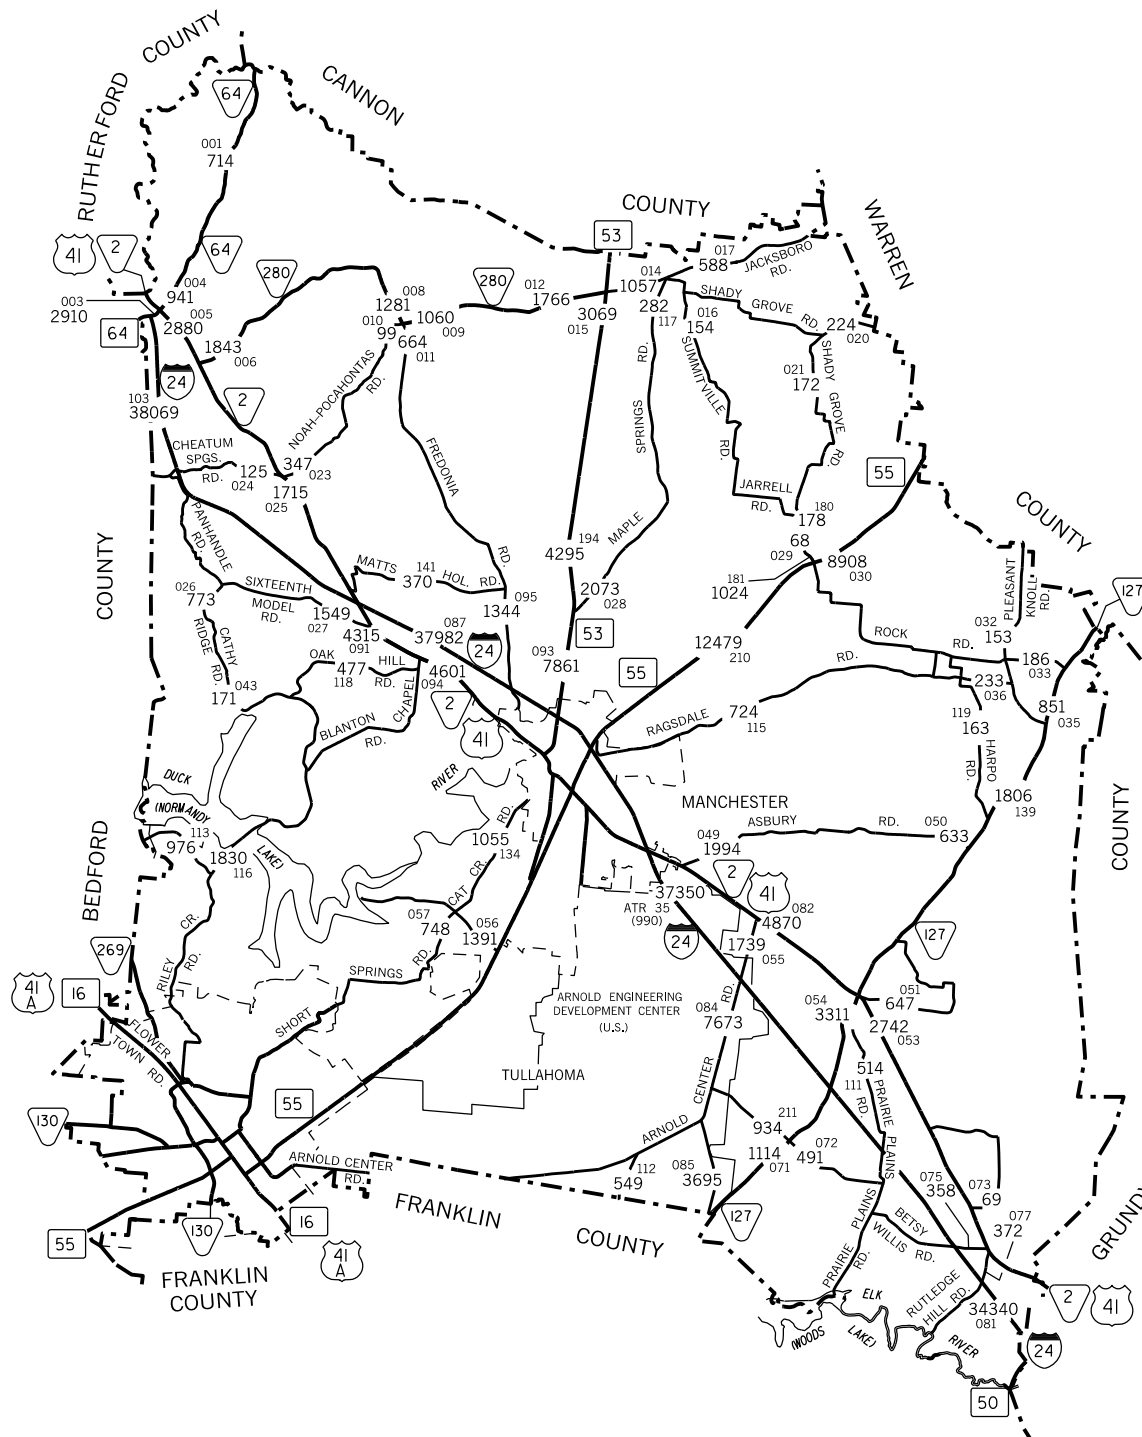 COUNTY
RUTHERFORD
CANNON
64
001
714
COUNTY
WARREN
53
017
588
JACKSBORO
RD.
41
2
64
280
004
941
003
2910
005
2880
64
008
1281
280
012
1766
014
1057
SHADY
GROVE
RD.
224
020
010
99
1060
009
664
011
3069
015
282
117
016
154
1843
006
24
2
103
38069
NOAH-POCAHONTAS
RD.
SUMMITVILLE
RD.
021
172
SHADY
GROVE
RD.
CHEATUM
SPGS.
RD.
125
024
347
023
1715
025
FREDONIA
RD.
SPRINGS
RD.
MAPLE
JARRELL
RD.
180
178
55
COUNTY
68
029
8908
030
COUNTY
PANHANDLE
RD.
MATTS
141
370
HOL.
RD.
194
4295
2073
028
181
1024
PLEASANT
KNOLL
RD.
127
026
773
SIXTEENTH
MODEL
RD.
1549
027
4315
091
087
37982
24
095
1344
53
093
7861
12479
210
032
153
ROCK
RD.
186
033
CATHY
RIDGE
RD.
OAK
HILL
RD.
477
118
4601
094
043
171
BLANTON
CHAPEL
RD.
2
41
55
RD.
RAGSDALE
724
115
233
036
851
035
119
163
HARPO
RD.
DUCK
RIVER
(NORMANDY
LAKE)
MANCHESTER
1806
139
COUNTY
113
976
1830
116
1055
134
RD.
CAT CR.
049
1994
ASBURY
RD.
050
633
BEDFORD
2
41
37350
ATR 35
(990)
24
082
4870
057
748
056
1391
1739
055
127
269
RILEY
CR.
RD.
SPRINGS
RD.
SHORT
41
A
16
ARNOLD ENGINEERING
DEVELOPMENT CENTER
(U.S.)
084
7673
RD.
054
3311
051
647
2742
053
FLOWER
TOWN RD.
TULLAHOMA
514
111
PRAIRIE
PLAINS
RD.
55
130
CENTER
ARNOLD
211
934
1114
071
072
491
ARNOLD CENTER
RD.
112
549
085
3695
075
358
073
69
FRANKLIN
COUNTY
127
PRAIRIE
PLAINS
RD.
BETSY
WILLIS
RD.
077
372
GRUNDY
55
130
16
41
A
FRANKLIN
COUNTY
RUTLEDGE
HILL RD.
34340
081
2
41
ELK
RIVER
(WOODS
LAKE)
24
50